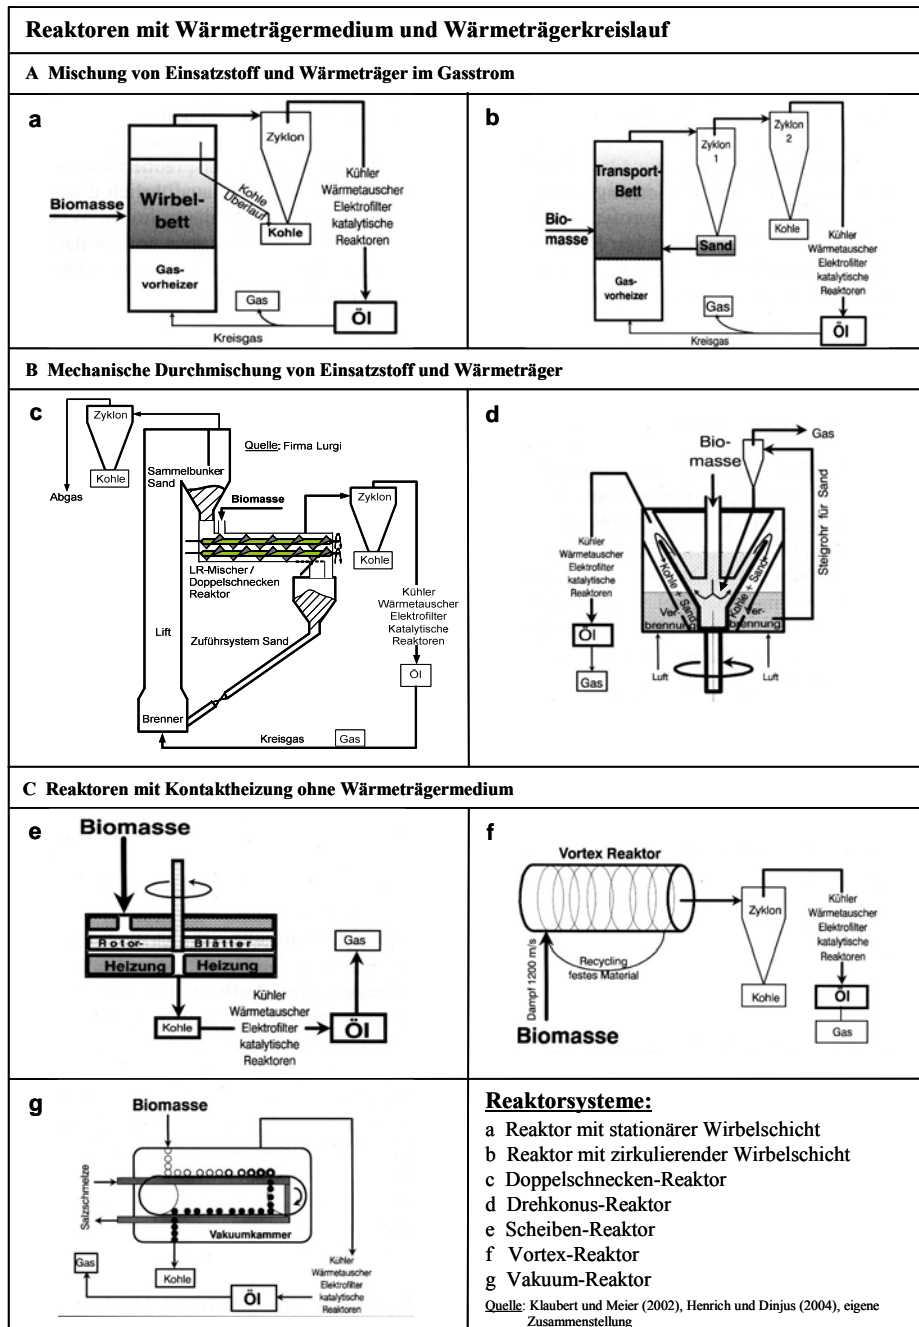 Reaktoren mit Wärmeträgermedium und Wärmeträgerkreislauf
A Mischung von Einsatzstoff und Wärmeträger im Gasstrom
a
Zyklon
Kühler
Wärmetauscher
Elektrofilter
katalytische
Reaktoren
Kohle
Überlauf
Biomasse
Wirbel-
bett
Kohle
Gas-
vorheizer
Gas
Öl
Kreisgas
b
Zyklon
1
Zyklon
2
Transport-
Bett
Bio-
masse
Sand
Kohle
Kühler
Wärmetauscher
Elektrofilter
katalytische
Reaktoren
Gas-
vorheizer
Gas
Öl
Kreisgas
B Mechanische Durchmischung von Einsatzstoff und Wärmeträger
c
Zyklon
Quelle: Firma Lurgi
Kohle
Abgas
Sammelbunker
Sand
Biomasse
Zyklon
Kohle
LR-Mischer /
Doppelschnecken
Reaktor
Kühler
Wärmetauscher
Elektrofilter
Katalytische
Reaktoren
Lift
Zuführsystem Sand
Öl
Brenner
Kreisgas
Gas
d
Bio-
masse
Gas
Steigrohr für Sand
Kühler
Wärmetauscher
Elektrofilter
katalytische
Reaktoren
Kohle + Sand
Kohle + Sand
Ver-
brennung
Ver-
brennung
Öl
Gas
Luft
Luft
C Reaktoren mit Kontaktheizung ohne Wärmeträgermedium
e
Biomasse
Rotor-
Blätter
Heizung
Heizung
Gas
Kohle
Kühler
Wärmetauscher
Elektrofilter
katalytische
Reaktoren
Öl
f
Vortex Reaktor
Zyklon
Kühler
Wärmetauscher
Elektrofilter
katalytische
Reaktoren
Recycling
festes Material
Dampf 1200 m/s
Biomasse
Kohle
Öl
Gas
g
Biomasse
Salzschmelze
Vakuumkammer
Gas
Kohle
Öl
Kühler
Wärmetauscher
Elektrofilter
katalytische
Reaktoren
Reaktorsysteme:
a Reaktor mit stationärer Wirbelschicht
b Reaktor mit zirkulierender Wirbelschicht
c Doppelschnecken-Reaktor
d Drehkonus-Reaktor
e Scheiben-Reaktor
f Vortex-Reaktor
g Vakuum-Reaktor
Quelle: Klaubert und Meier (2002), Henrich und Dinjus (2004), eigene
Zusammenstellung